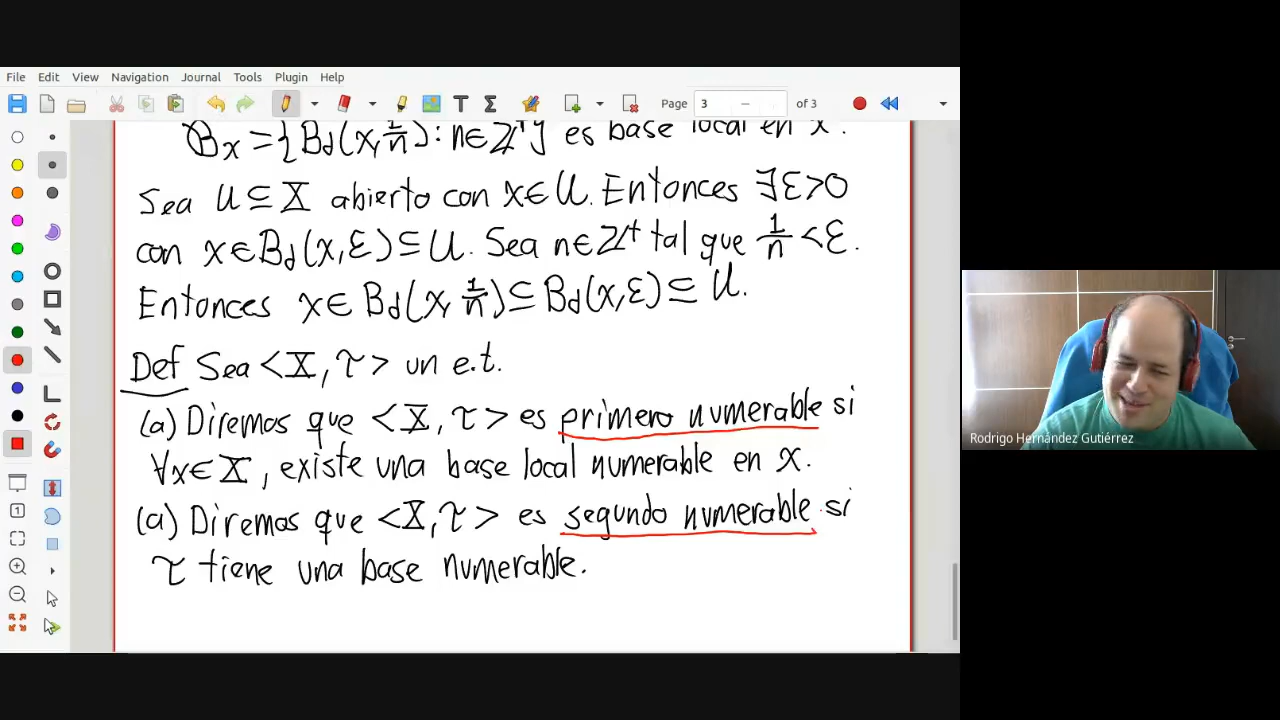 File Edit View Navigation Journal Tools Plugin Help
Page 3 of 3
𝓑x = {Bd(x, 1/n) : n∈ℤ⁺} es base local en x.
Sea U ⊆ X abierto con x∈U. Entonces ∃ε>0
con x∈Bd(x,ε)⊆U. Sea n∈ℤ⁺ tal que 1/n < ε.
Entonces x∈Bd(x, 1/n)⊆Bd(x,ε)⊆U.
Def Sea <X, τ> un e.t.
(a) Diremos que <X, τ> es primero numerable si
∀x∈X, existe una base local numerable en x.
(a) Diremos que <X, τ> es segundo numerable si
τ tiene una base numerable.
Rodrigo Hernández Gutiérrez